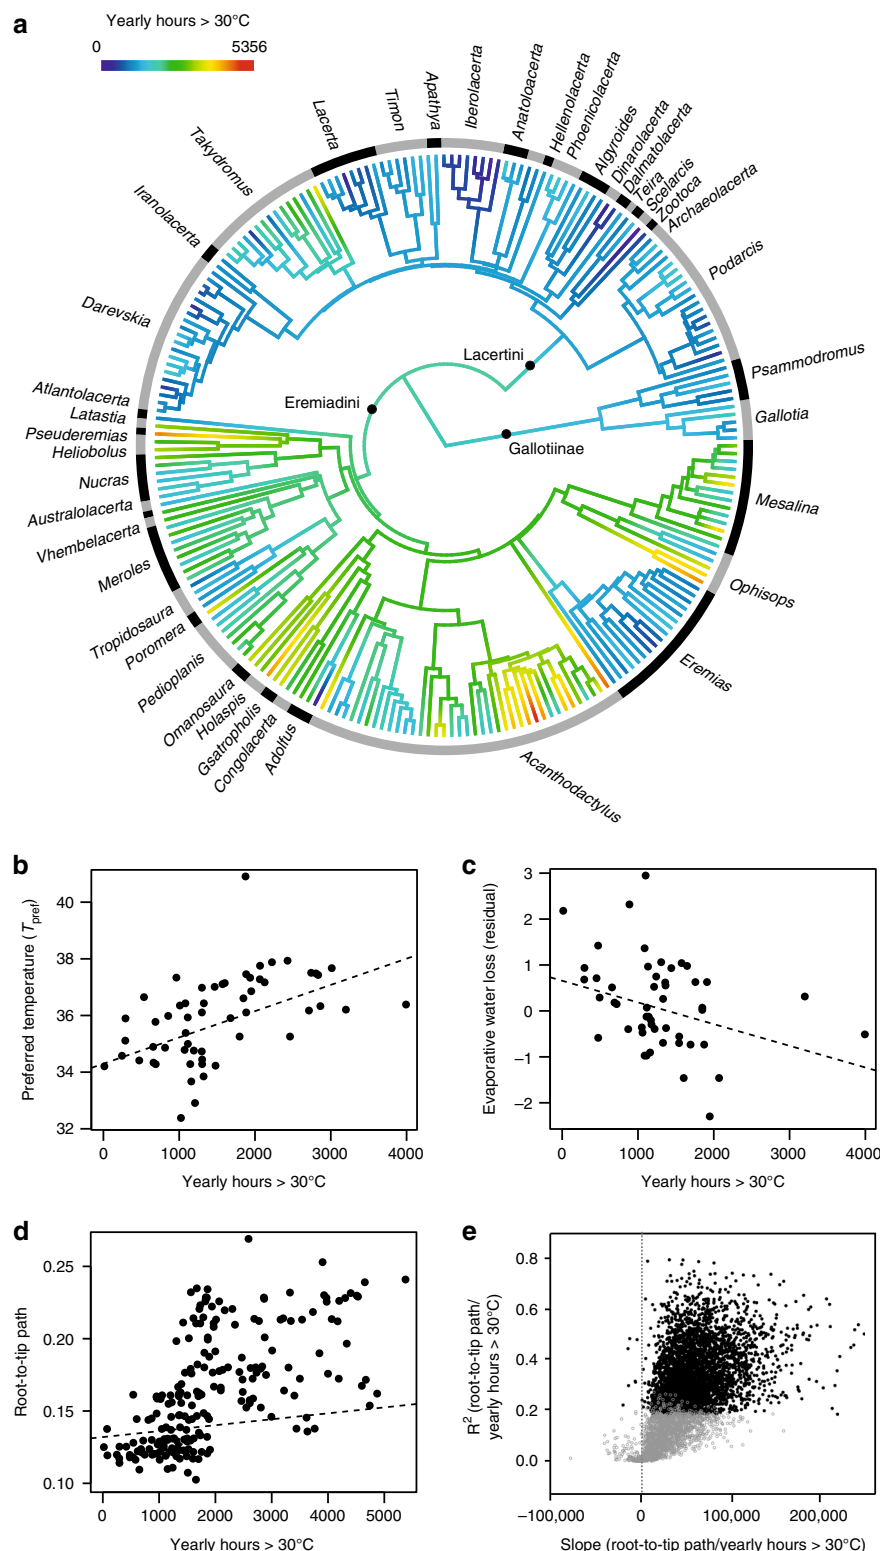 a
Yearly hours > 30°C
0 5356
Takydromus
Lacerta
Timon
Apathya
Iberolacerta
Anatoloacerta
Hellenolacerta
Phoenicolacerta
Algyroides
Dinarolacerta
Dalmatolacerta
Teira
Scelarcis
Zootoca
Archaeolacerta
Podarcis
Iranolacerta
Darevskia
Lacertini
Psammodromus
Atlantolacerta
Eremiadini
Gallotia
Latastia
Pseuderemias
Gallotiinae
Heliobolus
Nucras
Mesalina
Australolacerta
Vhembelacerta
Meroles
Ophisops
Tropidosaura
Poromera
Eremias
Pedioplanis
Omanosaura
Holaspis
Gsatropholis
Congolacerta
Adolfus
Acanthodactylus
b
Preferred temperature (Tpref)
40
38
36
34
32
0 1000 2000 3000 4000
Yearly hours > 30°C
c
Evaporative water loss (residual)
3
2
1
0
−1
−2
0 1000 2000 3000 4000
Yearly hours > 30°C
d
Root-to-tip path
0.25
0.20
0.15
0.10
0 1000 2000 3000 4000 5000
Yearly hours > 30°C
e
R2 (root-to-tip path/
yearly hours > 30°C)
0.8
0.6
0.4
0.2
0.0
−100,000 0 100,000 200,000
Slope (root-to-tip path/yearly hours > 30°C)